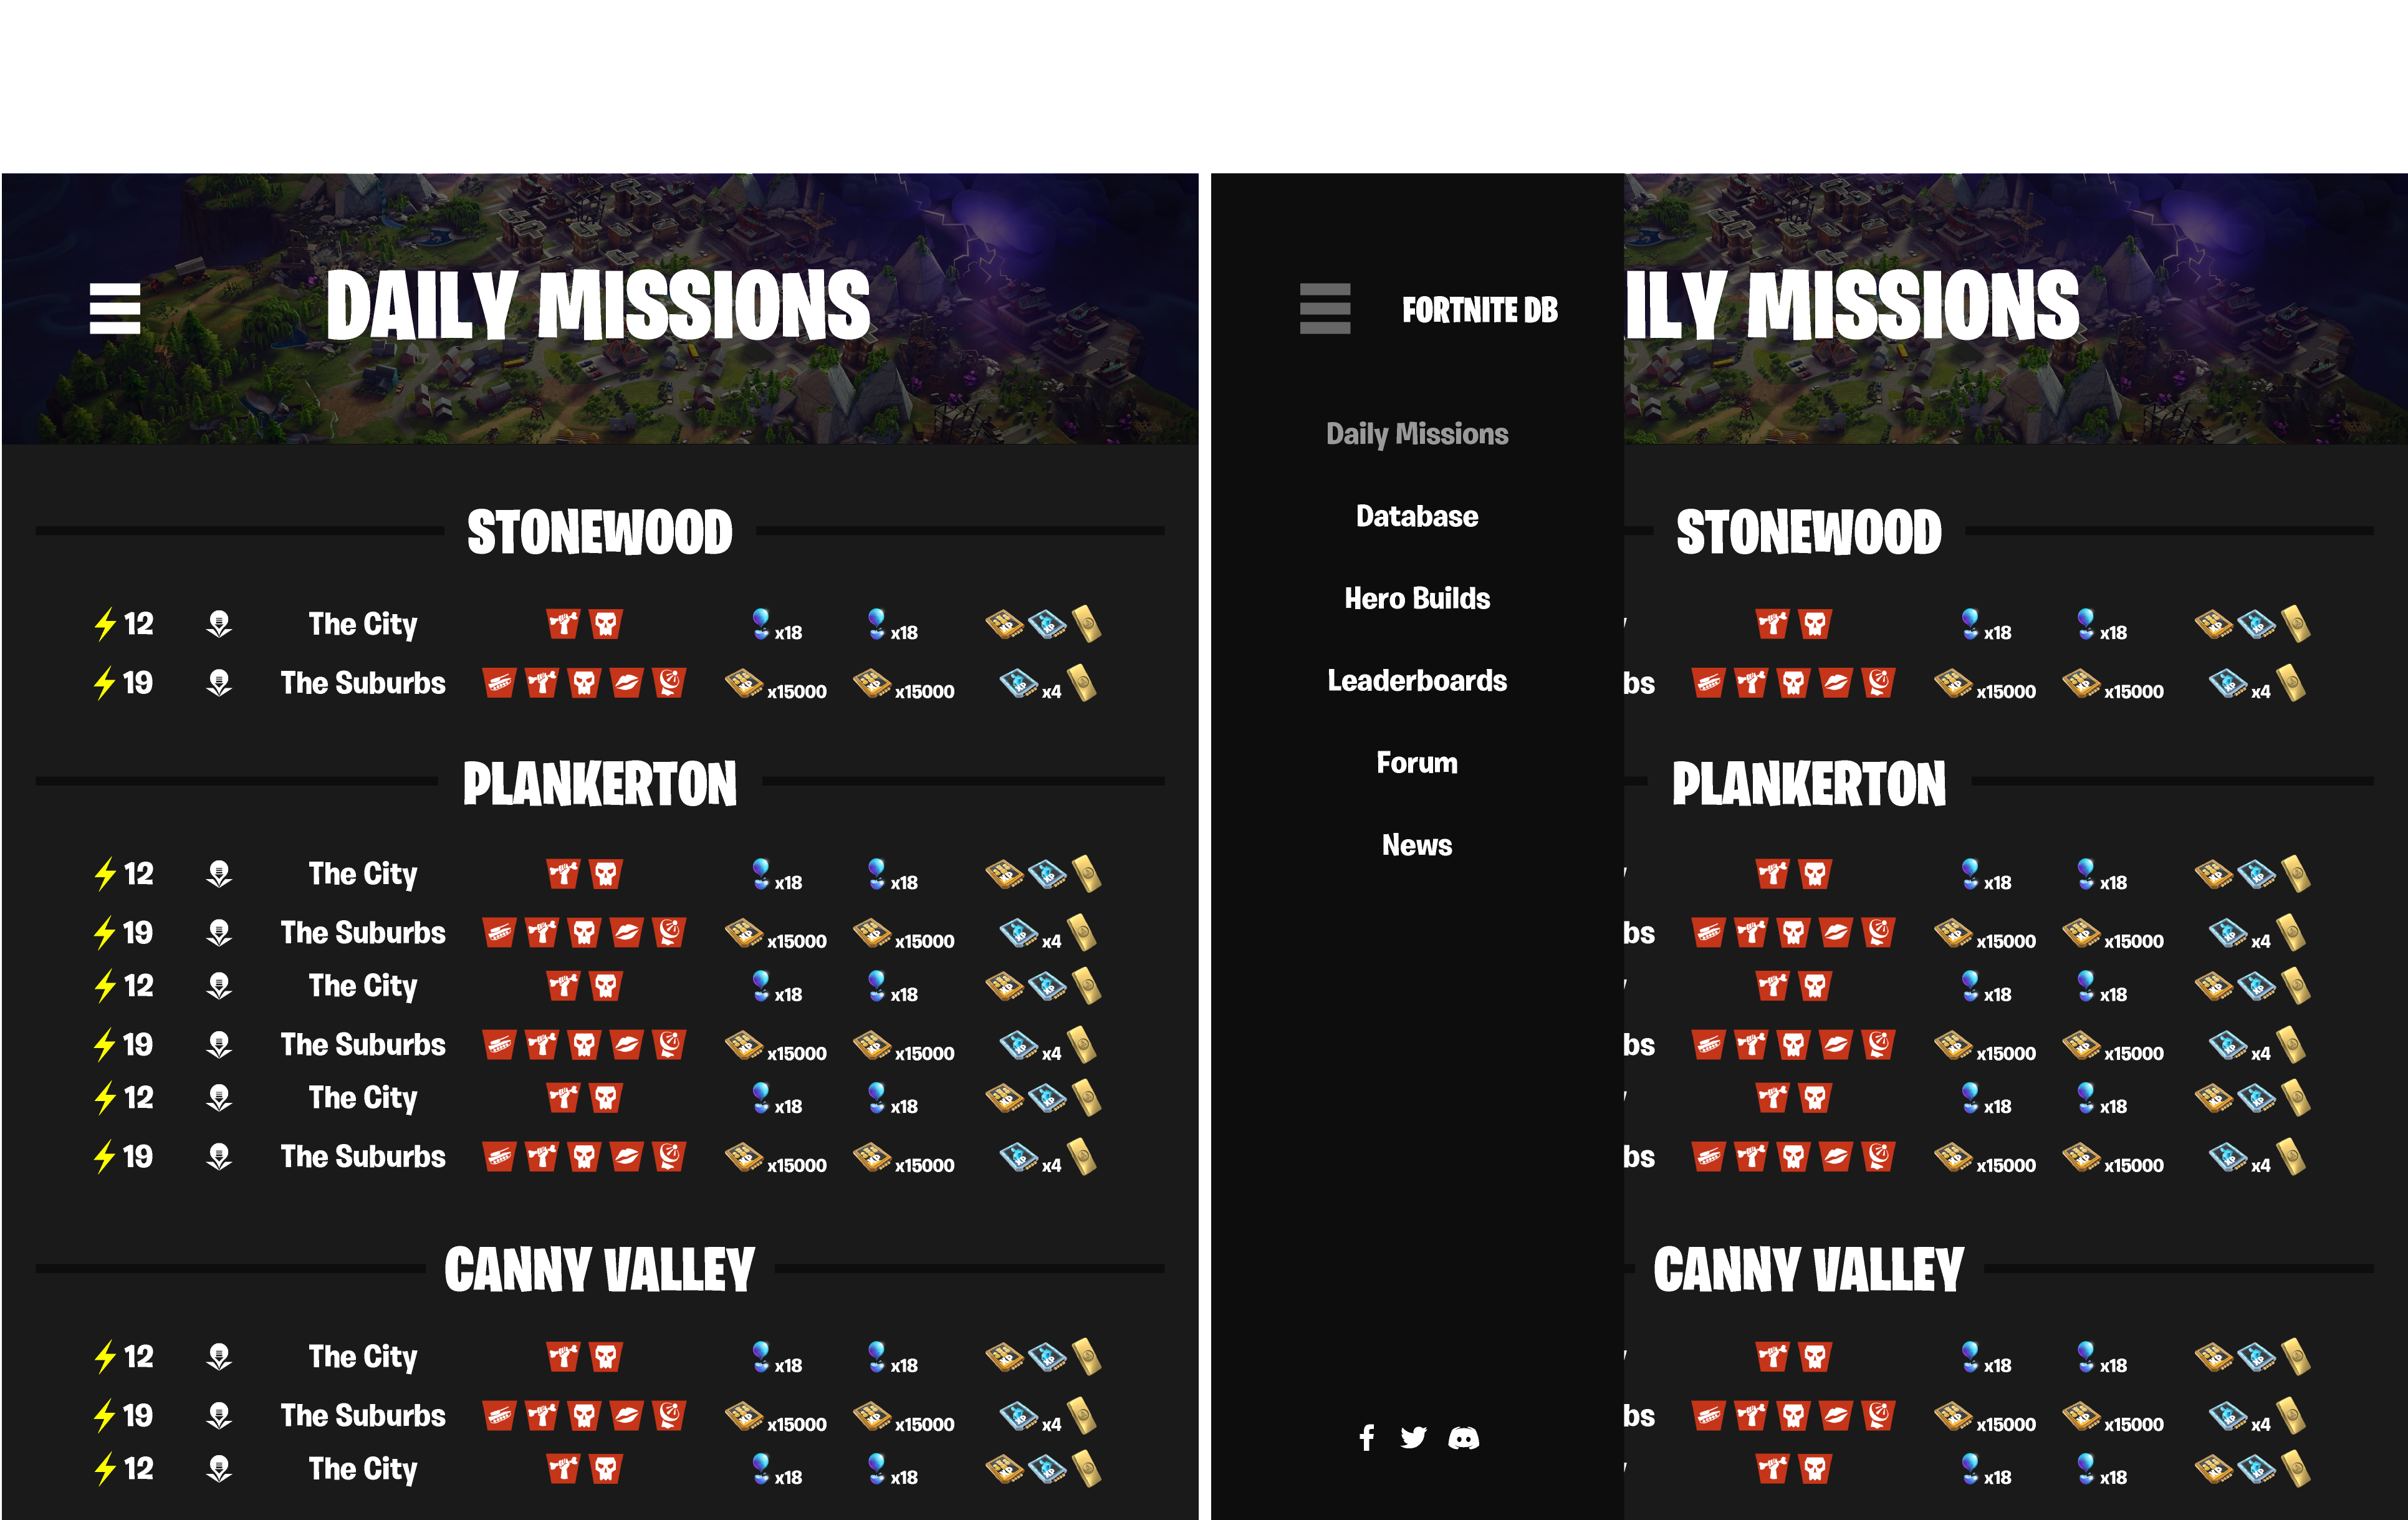 DAILY MISSIONS
STONEWOOD
12 The City x18 x18
19 The Suburbs x15000 x15000 x4
PLANKERTON
12 The City x18 x18
19 The Suburbs x15000 x15000 x4
12 The City x18 x18
19 The Suburbs x15000 x15000 x4
12 The City x18 x18
19 The Suburbs x15000 x15000 x4
CANNY VALLEY
12 The City x18 x18
19 The Suburbs x15000 x15000 x4
12 The City x18 x18
FORTNITE DB
Daily Missions
Database
Hero Builds
Leaderboards
Forum
News
ILY MISSIONS
STONEWOOD
x18 x18
bs x15000 x15000 x4
PLANKERTON
x18 x18
bs x15000 x15000 x4
x18 x18
bs x15000 x15000 x4
x18 x18
bs x15000 x15000 x4
CANNY VALLEY
x18 x18
bs x15000 x15000 x4
x18 x18